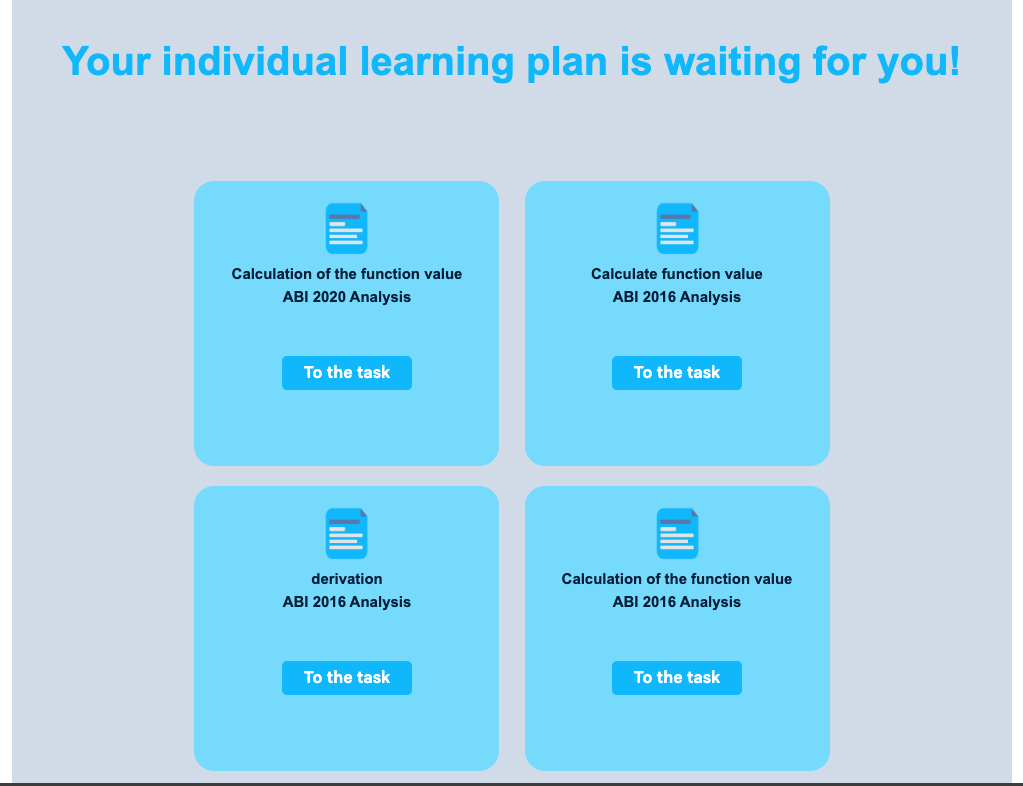 Your individual learning plan is waiting for you!
Calculation of the function value
ABI 2020 Analysis
To the task
Calculate function value
ABI 2016 Analysis
To the task
derivation
ABI 2016 Analysis
To the task
Calculation of the function value
ABI 2016 Analysis
To the task